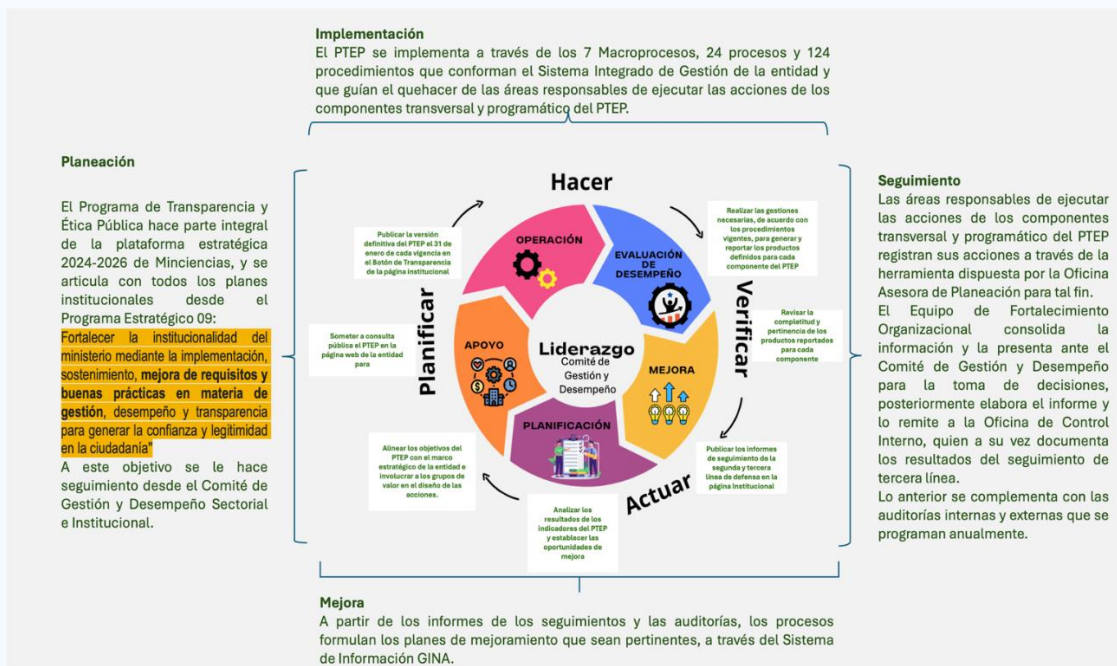 Implementación
El PTEP se implementa a través de los 7 Macroprocesos, 24 procesos y 124
procedimientos que conforman el Sistema Integrado de Gestión de la entidad y
que guían el quehacer de las áreas responsables de ejecutar las acciones de los
componentes transversal y programático del PTEP.
Planeación
El Programa de Transparencia y
Ética Pública hace parte integral
de la plataforma estratégica
2024-2026 de Minciencias, y se
articula con todos los planes
institucionales desde el
Programa Estratégico 09:
Fortalecer la institucionalidad del
ministerio mediante la implementación,
sostenimiento, mejora de requisitos y
buenas prácticas en materia de
gestión, desempeño y transparencia
para generar la confianza y legitimidad
en la ciudadanía"
A este objetivo se le hace
seguimiento desde el Comité de
Gestión y Desempeño Sectorial
e Institucional.
Hacer
Publicar la versión
definitiva del PTEP el 31 de
enero de cada vigencia en
el Botón de Transparencia
de la página institucional
OPERACIÓN
EVALUACIÓN
DE
DESEMPEÑO
Realizar las gestiones
necesarias, de acuerdo con
los procedimientos
vigentes, para generar y
reportar los productos
definidos para cada
componente del PTEP
Planificar
Someter a consulta
pública el PTEP en la
página web de la entidad
para
APOYO
Liderazgo
Comité de
Gestión y
Desempeño
MEJORA
Verificar
Revisar la
completitud y
pertinencia de los
productos reportados
para cada
componente
PLANIFICACIÓN
Alinear los objetivos del
PTEP con el marco
estratégico de la entidad e
involucrar a los grupos de
valor en el diseño de las
acciones.
Actuar
Publicar los informes
de seguimiento de la
segunda y tercera
línea de defensa en la
página institucional
Analizar los
resultados de los
indicadores del PTEP
y establecer las
oportunidades de
mejora
Seguimiento
Las áreas responsables de ejecutar
las acciones de los componentes
transversal y programático del PTEP
registran sus acciones a través de la
herramienta dispuesta por la Oficina
Asesora de Planeación para tal fin.
El Equipo de Fortalecimiento
Organizacional consolida la
información y la presenta ante el
Comité de Gestión y Desempeño
para la toma de decisiones,
posteriormente elabora el informe y
lo remite a la Oficina de Control
Interno, quien a su vez documenta
los resultados del seguimiento de
tercera línea.
Lo anterior se complementa con las
auditorías internas y externas que se
programan anualmente.
Mejora
A partir de los informes de los seguimientos y las auditorías, los procesos
formulan los planes de mejoramiento que sean pertinentes, a través del Sistema
de Información GINA.